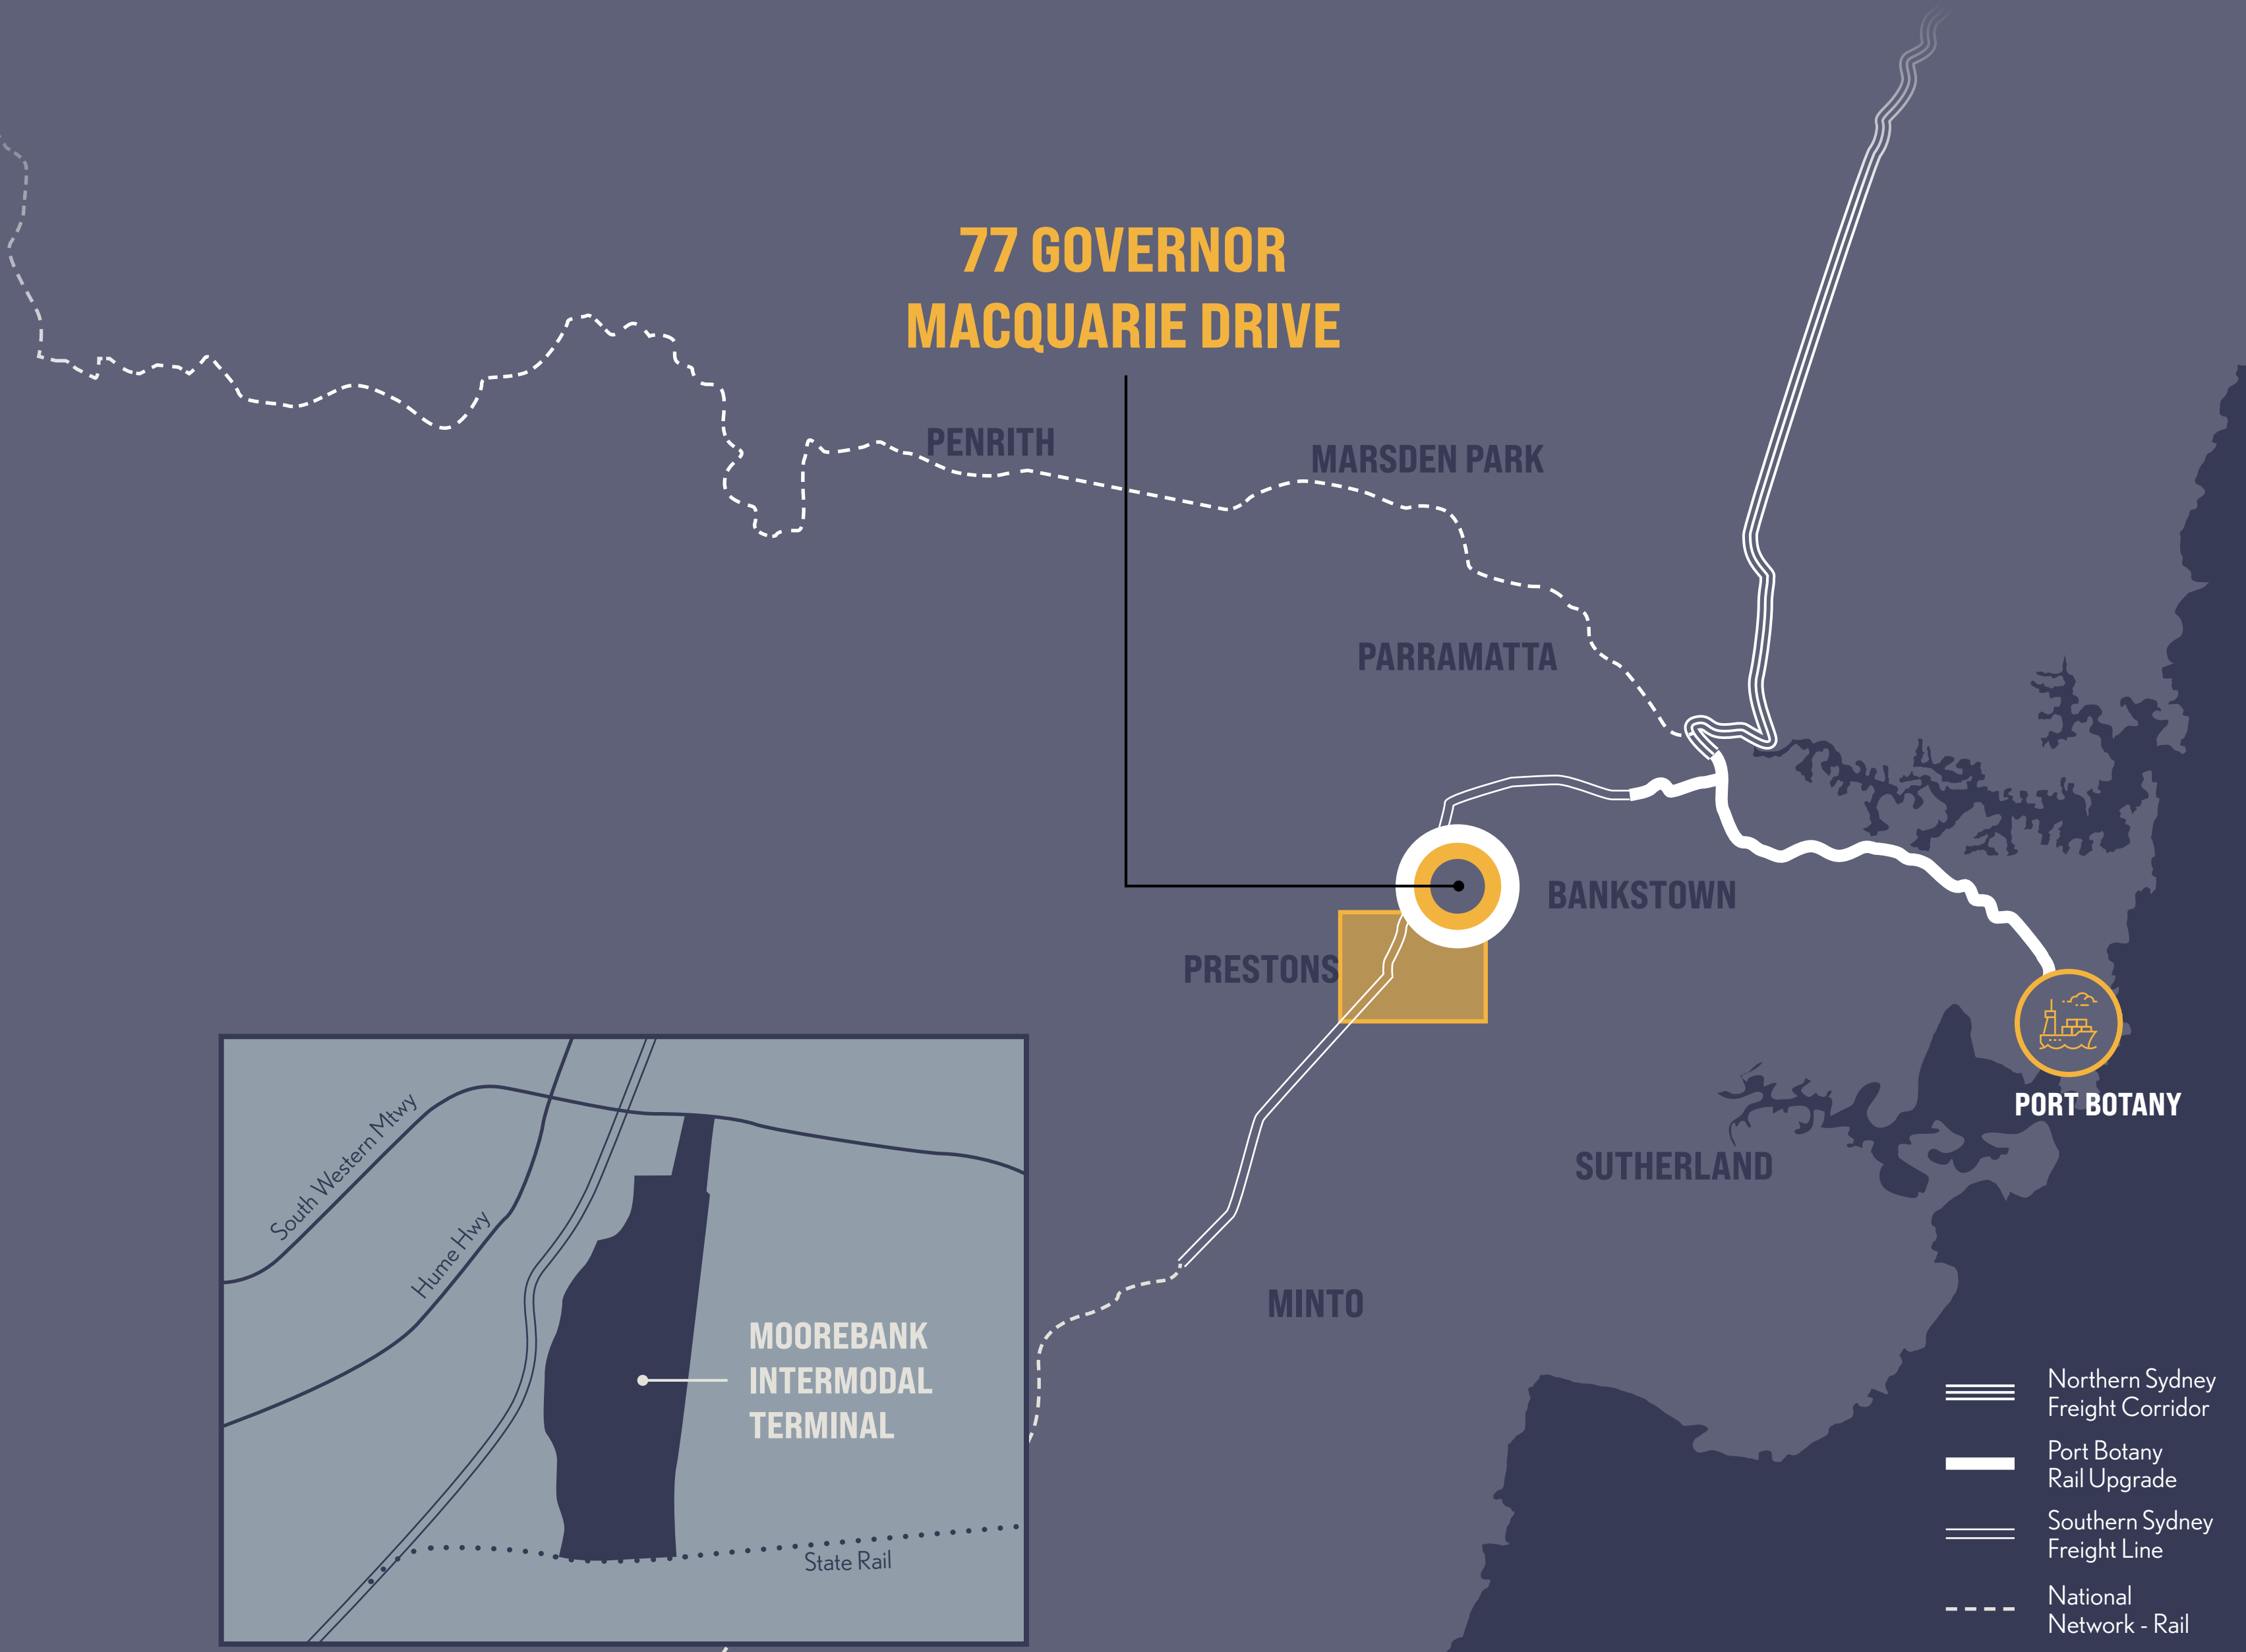 77 GOVERNOR
MACQUARIE DRIVE
PENRITH
MARSDEN PARK
PARRAMATTA
BANKSTOWN
PRESTONS
PORT BOTANY
SUTHERLAND
MINTO
South Western Mtwy
Hume Hwy
MOOREBANK
INTERMODAL
TERMINAL
State Rail
Northern Sydney
Freight Corridor
Port Botany
Rail Upgrade
Southern Sydney
Freight Line
National
Network - Rail